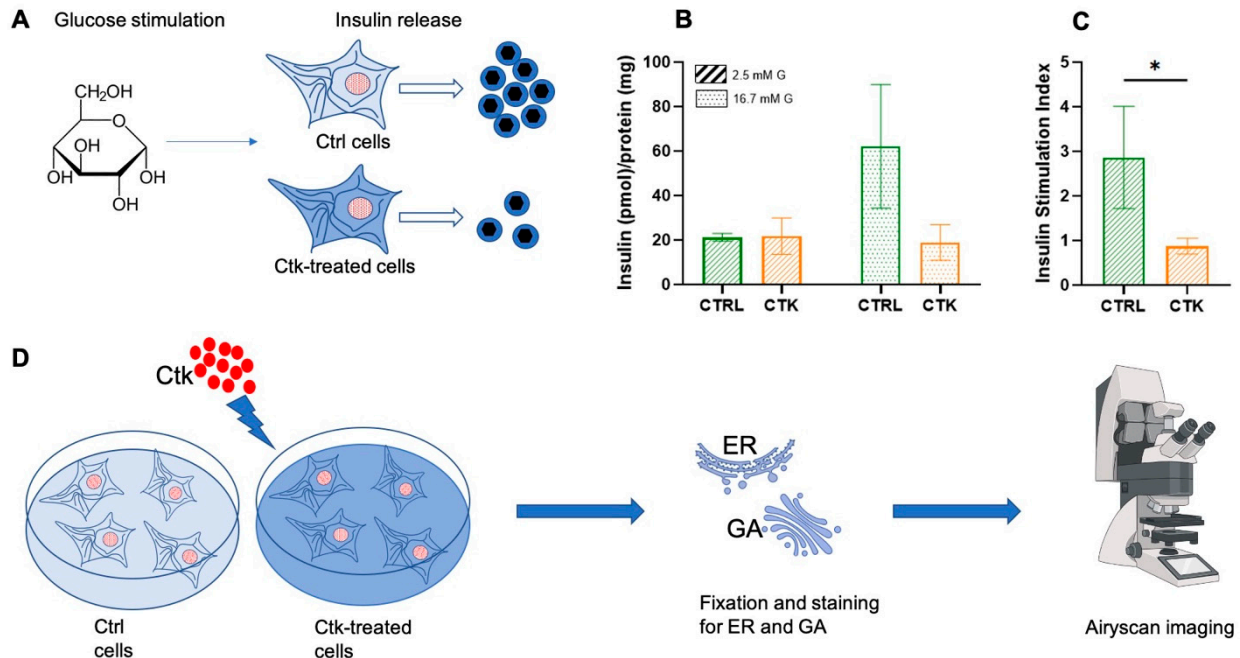 A
Glucose stimulation
Insulin release
CH₂OH
O
OH
OH
OH
OH
Ctrl cells
Ctk-treated cells
B
Insulin (pmol)/protein (mg)
100
80
60
40
20
0
2.5 mM G
16.7 mM G
CTRL
CTK
CTRL
CTK
C
Insulin Stimulation Index
5
4
3
2
1
0
*
CTRL
CTK
D
Ctk
Ctrl
cells
Ctk-treated
cells
ER
GA
Fixation and staining
for ER and GA
Airyscan imaging